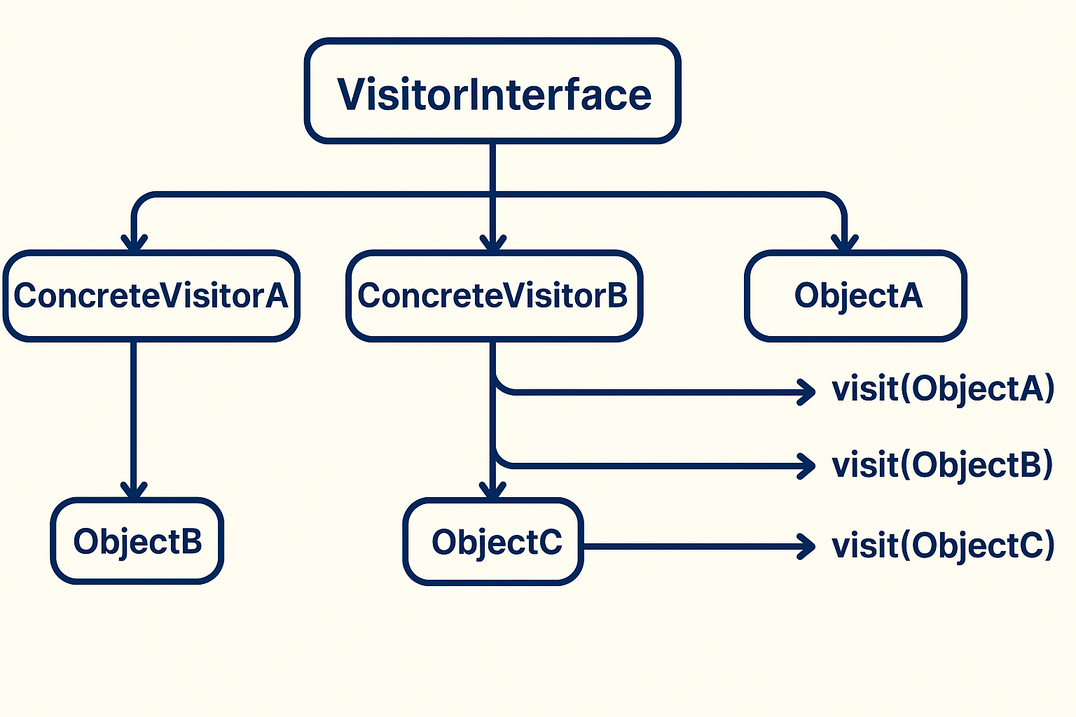 VisitorInterface
ConcreteVisitorA
ConcreteVisitorB
ObjectA
visit(ObjectA)
visit(ObjectB)
ObjectB
ObjectC
visit(ObjectC)